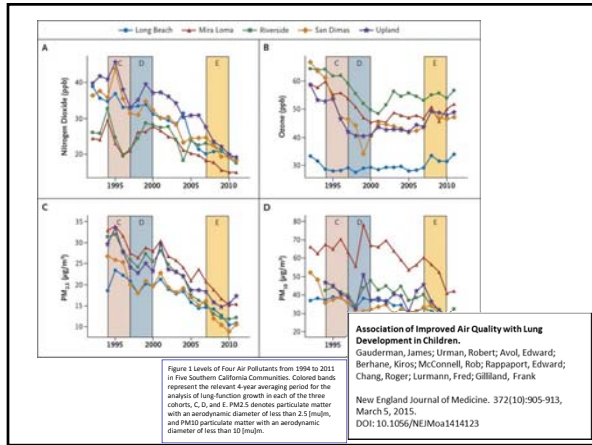 Long Beach Mira Loma Riverside San Dimas Upland
A
C D E
Nitrogen Dioxide (ppb)
40
30
20
1995 2000 2005 2010
B
C D E
Ozone (ppb)
60
50
40
30
1995 2000 2005 2010
C
C D E
PM2.5 (μg/m³)
35
30
25
20
15
10
1995 2000 2005 2010
D
C D E
PM10 (μg/m³)
80
70
60
50
40
30
Figure 1 Levels of Four Air Pollutants from 1994 to 2011
in Five Southern California Communities. Colored bands
represent the relevant 4-year averaging period for the
analysis of lung-function growth in each of the three
cohorts, C, D, and E. PM2.5 denotes particulate matter
with an aerodynamic diameter of less than 2.5 [mu]m,
and PM10 particulate matter with an aerodynamic
diameter of less than 10 [mu]m.
Association of Improved Air Quality with Lung
Development in Children.
Gauderman, James; Urman, Robert; Avol, Edward;
Berhane, Kiros; McConnell, Rob; Rappaport, Edward;
Chang, Roger; Lurmann, Fred; Gilliland, Frank
New England Journal of Medicine. 372(10):905-913,
March 5, 2015.
DOI: 10.1056/NEJMoa1414123